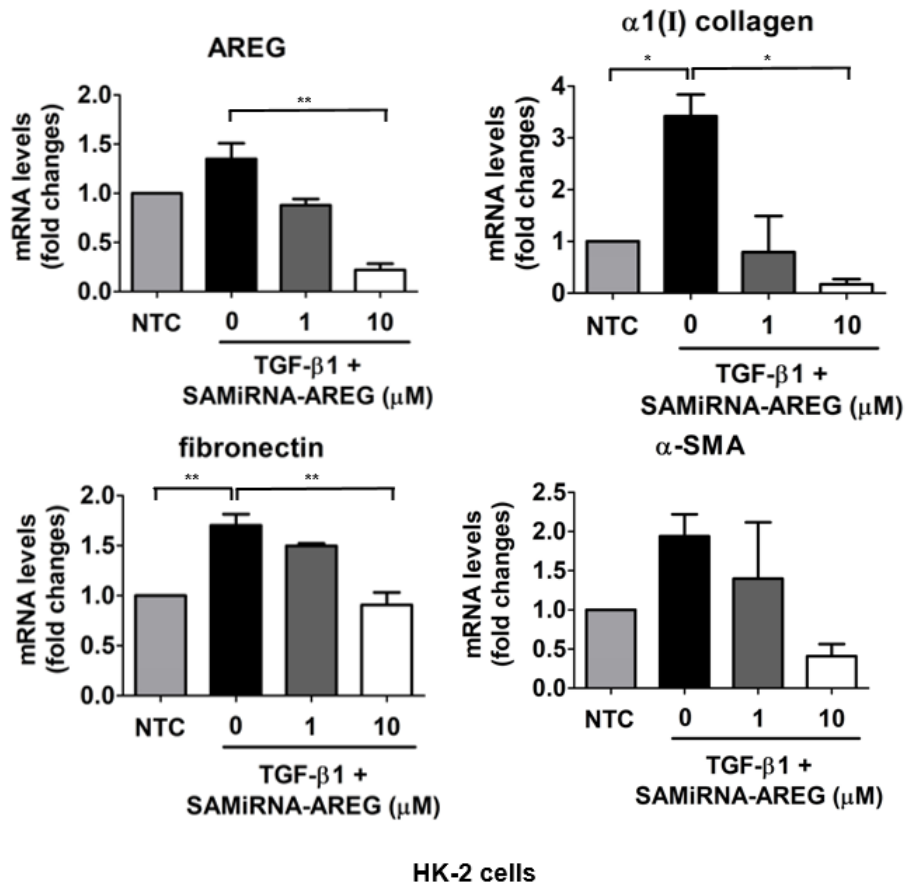 AREG
**
mRNA levels
(fold changes)
2.0
1.5
1.0
0.5
0.0
NTC
0
1
10
TGF-β1 +
SAMiRNA-AREG (μM)
α1(I) collagen
*
*
mRNA levels
(fold changes)
4
3
2
1
0
NTC
0
1
10
TGF-β1 +
SAMiRNA-AREG (μM)
fibronectin
**
**
mRNA levels
(fold changes)
2.0
1.5
1.0
0.5
0.0
NTC
0
1
10
TGF-β1 +
SAMiRNA-AREG (μM)
α-SMA
mRNA levels
(fold changes)
2.5
2.0
1.5
1.0
0.5
0.0
NTC
0
1
10
TGF-β1 +
SAMiRNA-AREG (μM)
HK-2 cells